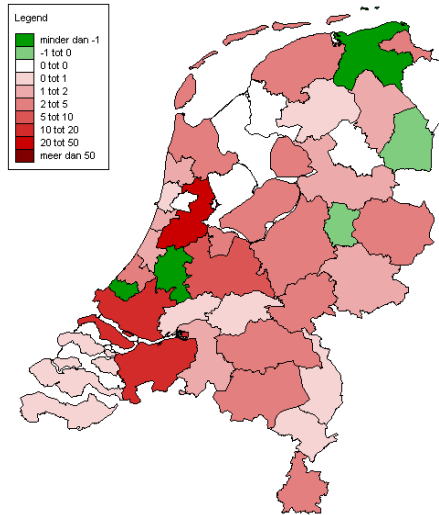 Legend
minder dan -1
-1 tot 0
0 tot 0
0 tot 1
1 tot 2
2 tot 5
5 tot 10
10 tot 20
20 tot 50
meer dan 50